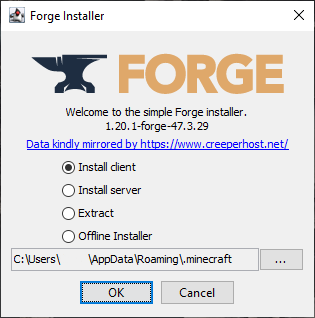 Forge Installer
FORGE
Welcome to the simple Forge installer.
1.20.1-forge-47.3.29
Data kindly mirrored by https://www.creeperhost.net/
Install client
Install server
Extract
Offline Installer
C:\Users\ \AppData\Roaming\.minecraft ...
OK Cancel